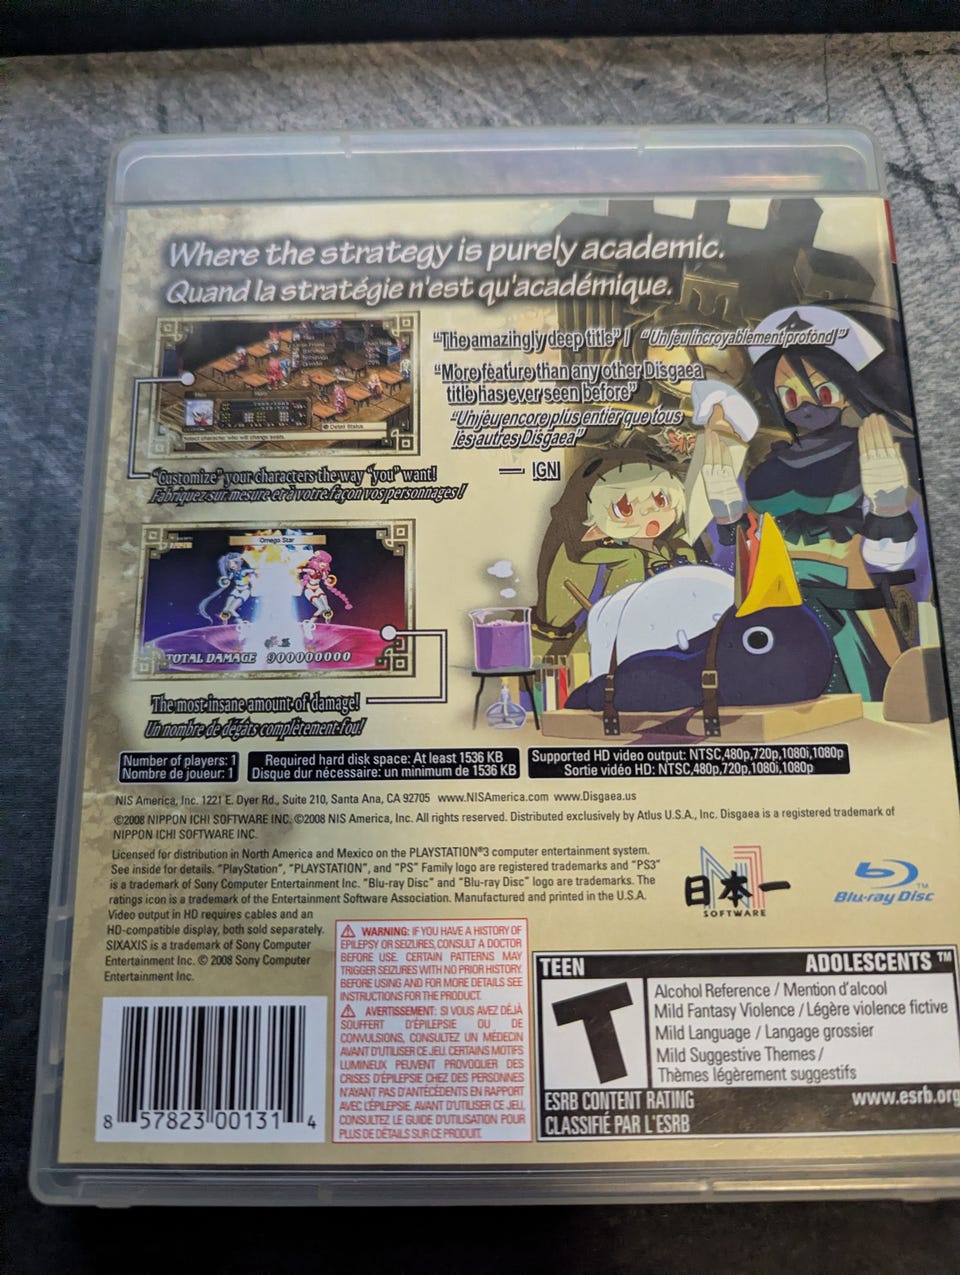 Where the strategy is purely academic.
Quand la stratégie n'est qu'académique.
"The amazingly deep title" / "Un jeu incroyablement profond!"
"More feature than any other Disgaea
title has ever seen before"
"Un jeu encore plus entier que tous
les autres Disgaea"
— IGN
Select character who will change seats.
Detail Status
"Customize" your characters the way "you" want!
Fabriquez sur mesure et à votre façon vos personnages!
Omega Star
TOTAL DAMAGE 900000000
The most insane amount of damage!
Un nombre de dégâts complètement fou!
Number of players: 1
Nombre de joueur: 1
Required hard disk space: At least 1536 KB
Disque dur nécessaire: un minimum de 1536 KB
Supported HD video output: NTSC,480p,720p,1080i,1080p
Sortie vidéo HD: NTSC,480p,720p,1080i,1080p
NIS America, Inc. 1221 E. Dyer Rd., Suite 210, Santa Ana, CA 92705 www.NISAmerica.com www.Disgaea.us
©2008 NIPPON ICHI SOFTWARE INC. ©2008 NIS America, Inc. All rights reserved. Distributed exclusively by Atlus U.S.A., Inc. Disgaea is a registered trademark of
NIPPON ICHI SOFTWARE INC.
Licensed for distribution in North America and Mexico on the PLAYSTATION®3 computer entertainment system.
See inside for details. "PlayStation", "PLAYSTATION", and "PS" Family logo are registered trademarks and "PS3"
is a trademark of Sony Computer Entertainment Inc. "Blu-ray Disc" and "Blu-ray Disc" logo are trademarks. The
ratings icon is a trademark of the Entertainment Software Association. Manufactured and printed in the U.S.A.
Video output in HD requires cables and an
HD-compatible display, both sold separately.
SIXAXIS is a trademark of Sony Computer
Entertainment Inc. © 2008 Sony Computer
Entertainment Inc.
日本一
SOFTWARE
Blu-ray Disc™
WARNING: IF YOU HAVE A HISTORY OF
EPILEPSY OR SEIZURES, CONSULT A DOCTOR
BEFORE USE. CERTAIN PATTERNS MAY
TRIGGER SEIZURES WITH NO PRIOR HISTORY.
BEFORE USING AND FOR MORE DETAILS SEE
INSTRUCTIONS FOR THE PRODUCT.
AVERTISSEMENT: SI VOUS AVEZ DÉJÀ
SOUFFERT D'ÉPILEPSIE OU DE
CONVULSIONS, CONSULTEZ UN MÉDECIN
AVANT D'UTILISER CE JEU. CERTAINS MOTIFS
LUMINEUX PEUVENT PROVOQUER DES
CRISES D'ÉPILEPSIE CHEZ DES PERSONNES
N'AYANT PAS D'ANTÉCÉDENTS EN RAPPORT
AVEC L'ÉPILEPSIE. AVANT D'UTILISER CE JEU,
CONSULTEZ LE GUIDE D'UTILISATION POUR
PLUS DE DÉTAILS SUR CE PRODUIT.
TEEN
ADOLESCENTS ™
T
Alcohol Reference / Mention d'alcool
Mild Fantasy Violence / Légère violence fictive
Mild Language / Langage grossier
Mild Suggestive Themes /
Thèmes légèrement suggestifs
ESRB CONTENT RATING
www.esrb.org
CLASSIFIÉ PAR L'ESRB
8 57823 00131 4